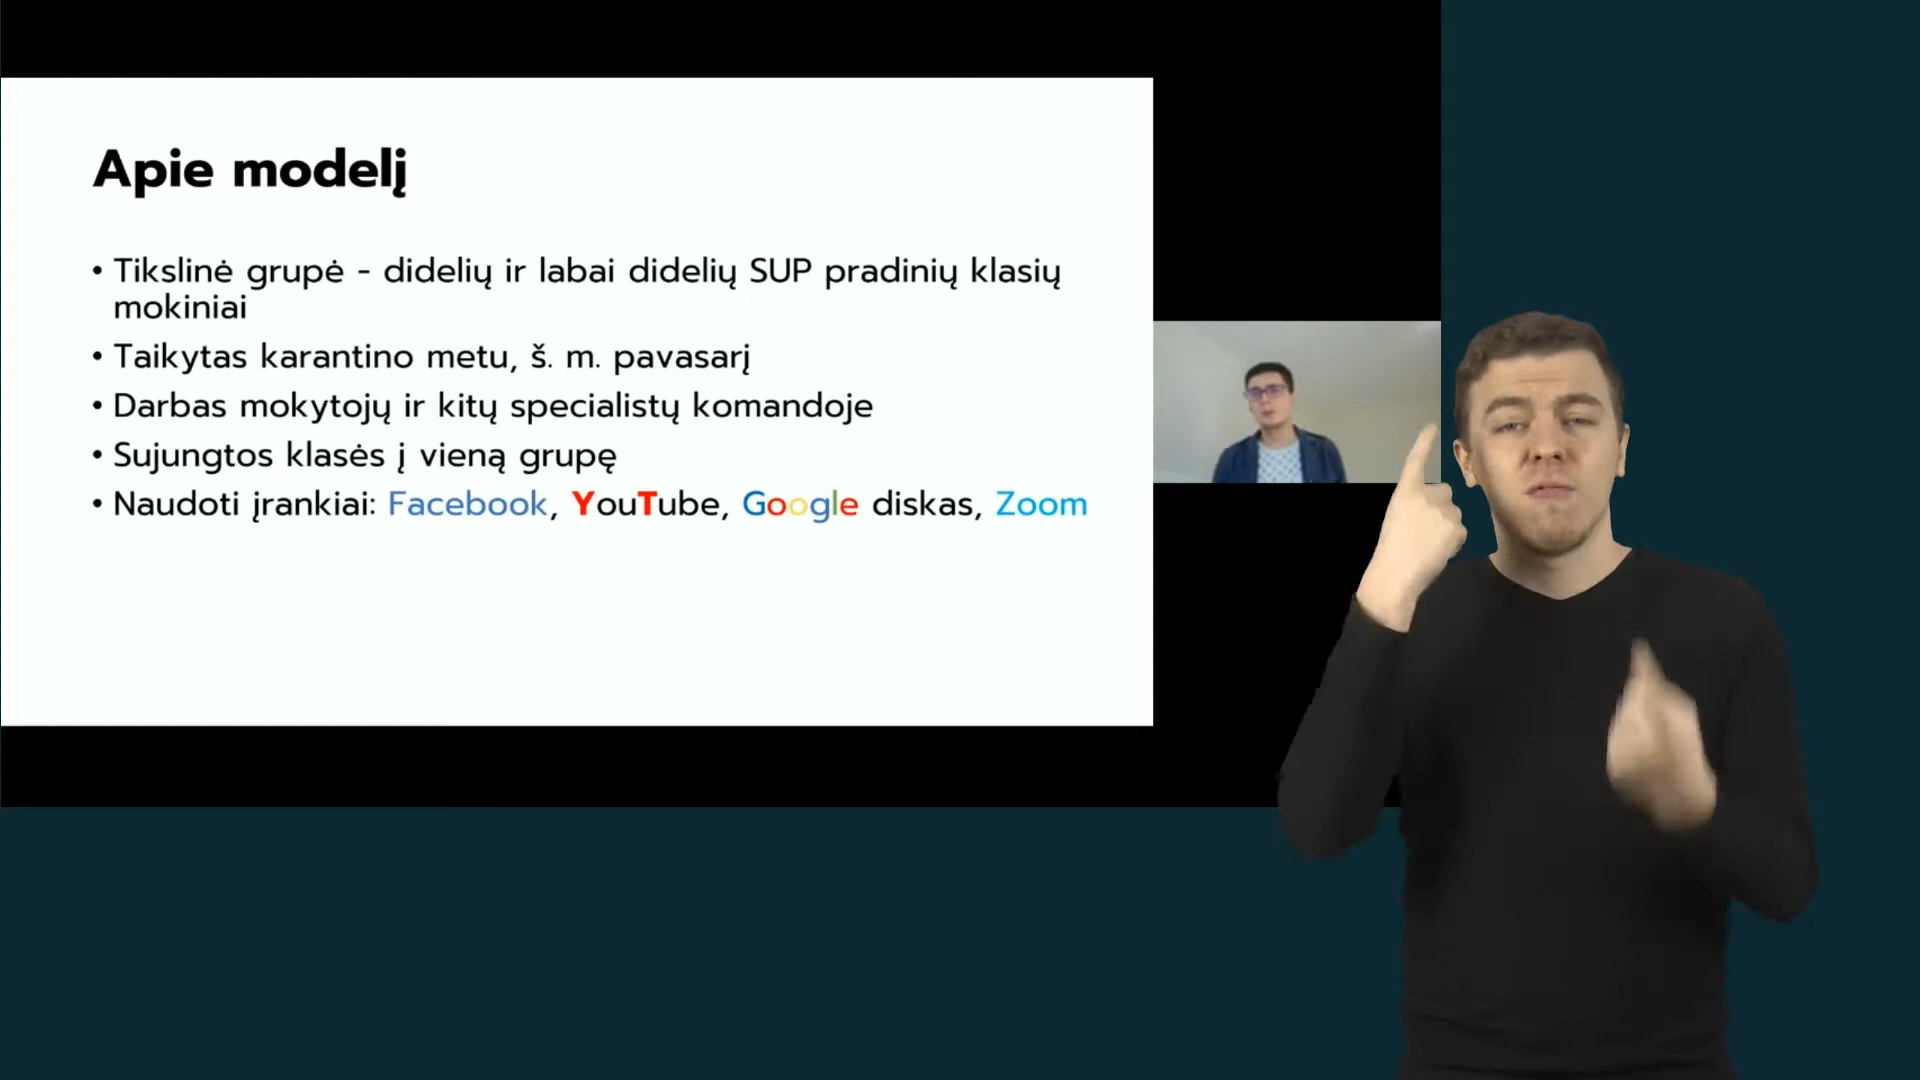 Apie modelį
• Tikslinė grupė - didelių ir labai didelių SUP pradinių klasių
mokiniai
• Taikytas karantino metu, š. m. pavasarį
• Darbas mokytojų ir kitų specialistų komandoje
• Sujungtos klasės į vieną grupę
• Naudoti įrankiai: Facebook, YouTube, Google diskas, Zoom